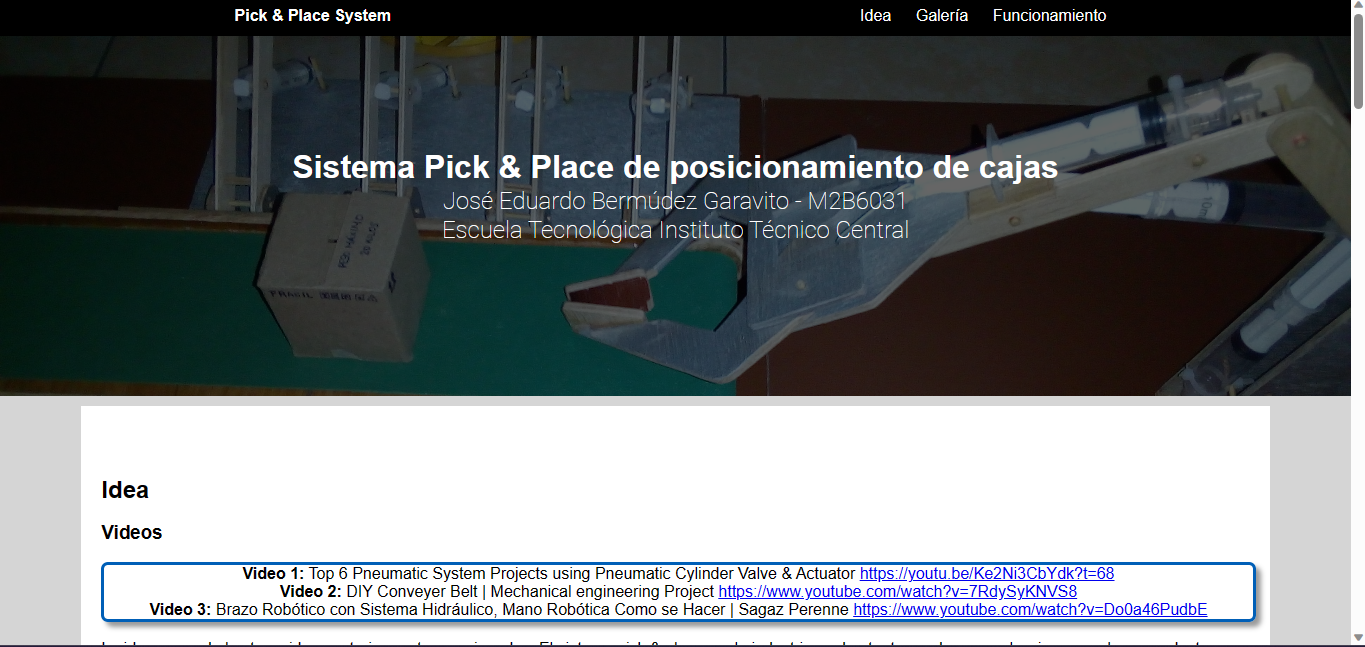 Pick & Place System
Idea Galería Funcionamiento
Sistema Pick & Place de posicionamiento de cajas
José Eduardo Bermúdez Garavito - M2B6031
Escuela Tecnológica Instituto Técnico Central
FRAGIL
Idea
Videos
Video 1: Top 6 Pneumatic System Projects using Pneumatic Cylinder Valve & Actuator https://youtu.be/Ke2Ni3CbYdk?t=68
Video 2: DIY Conveyer Belt | Mechanical engineering Project https://www.youtube.com/watch?v=7RdySyKNVS8
Video 3: Brazo Robótico con Sistema Hidráulico, Mano Robótica Como se Hacer | Sagaz Perenne https://www.youtube.com/watch?v=Do0a46PudbE